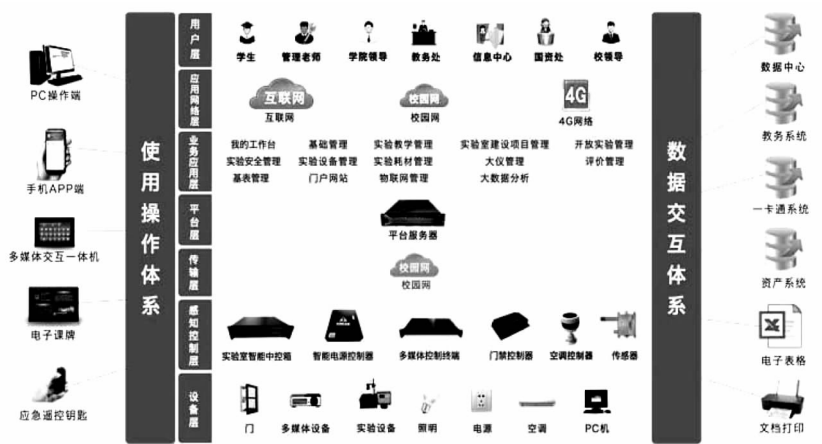 PC操作端
手机APP端
多媒体交互一体机
电子课牌
应急遥控钥匙
使用操作体系
用户层
学生
管理老师
学院领导
教务处
信息中心
国资处
校领导
应用网络层
互联网
互联网
校园网
校园网
4G
4G网络
业务应用层
我的工作台
基础管理
实验教学管理
实验室建设项目管理
开放实验管理
实验安全管理
实验设备管理
实验耗材管理
大仪管理
评价管理
基表管理
门户网站
物联网管理
大数据分析
平台层
平台服务器
传输层
校园网
校园网
感知控制层
实验室智能中控箱
智能电源控制器
多媒体控制终端
门禁控制器
空调控制器
传感器
设备层
门
多媒体设备
实验设备
照明
电源
空调
PC机
数据交互体系
数据中心
教务系统
一卡通系统
资产系统
电子表格
文档打印